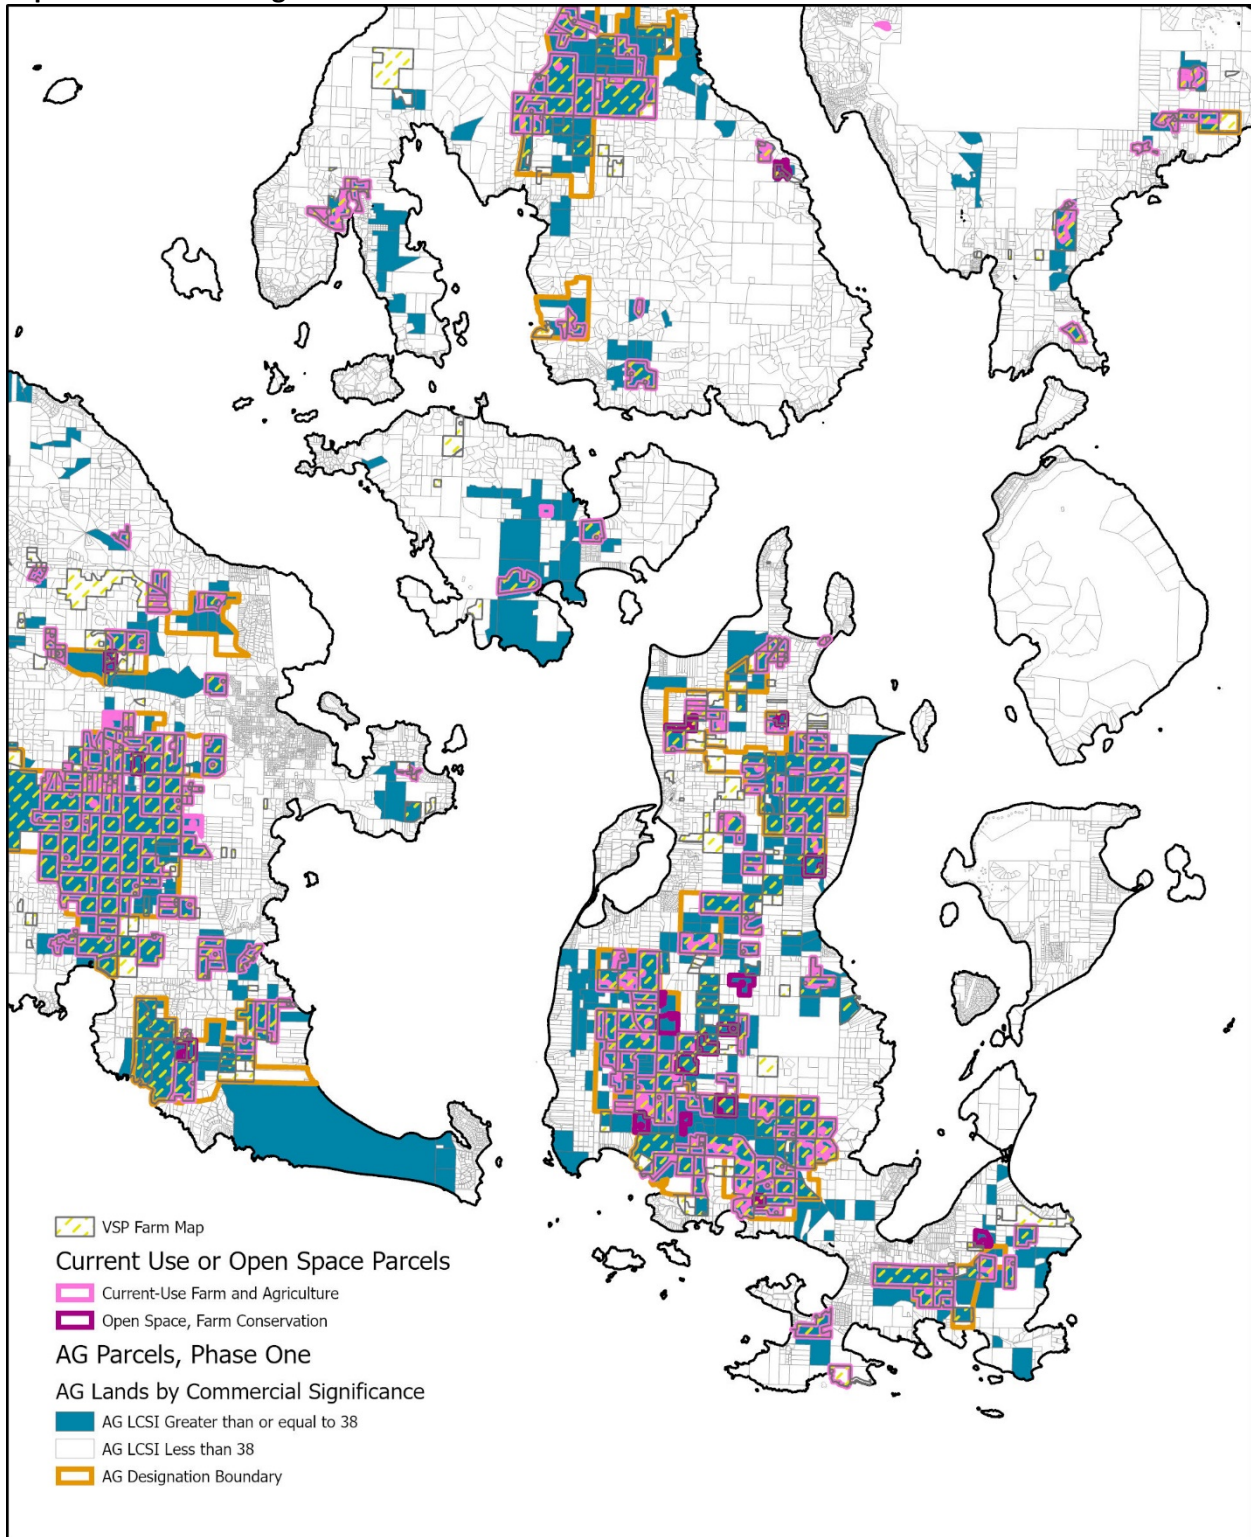 VSP Farm Map
Current Use or Open Space Parcels
Current-Use Farm and Agriculture
Open Space, Farm Conservation
AG Parcels, Phase One
AG Lands by Commercial Significance
AG LCSI Greater than or equal to 38
AG LCSI Less than 38
AG Designation Boundary